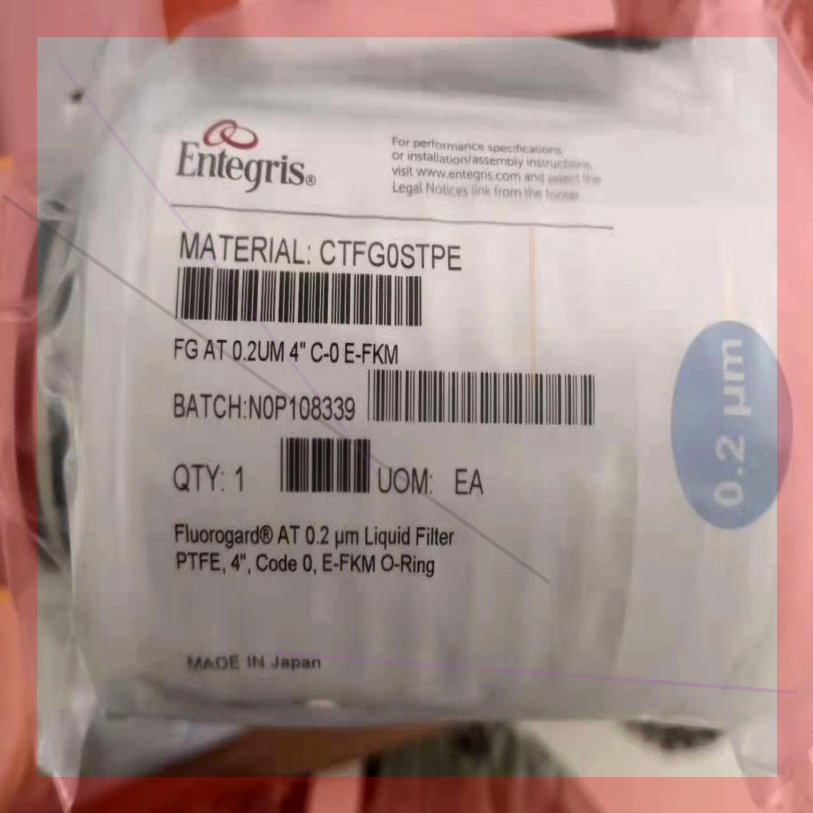 Entegris®
For performance specifications
or installation/assembly instructions,
visit www.entegris.com and select the
Legal Notices link from the footer.
MATERIAL: CTFG0STPE
FG AT 0.2UM 4" C-0 E-FKM
BATCH:N0P108339
QTY: 1 UOM: EA
Fluorogard® AT 0.2 µm Liquid Filter
PTFE, 4", Code 0, E-FKM O-Ring
MADE IN Japan
0.2 µm